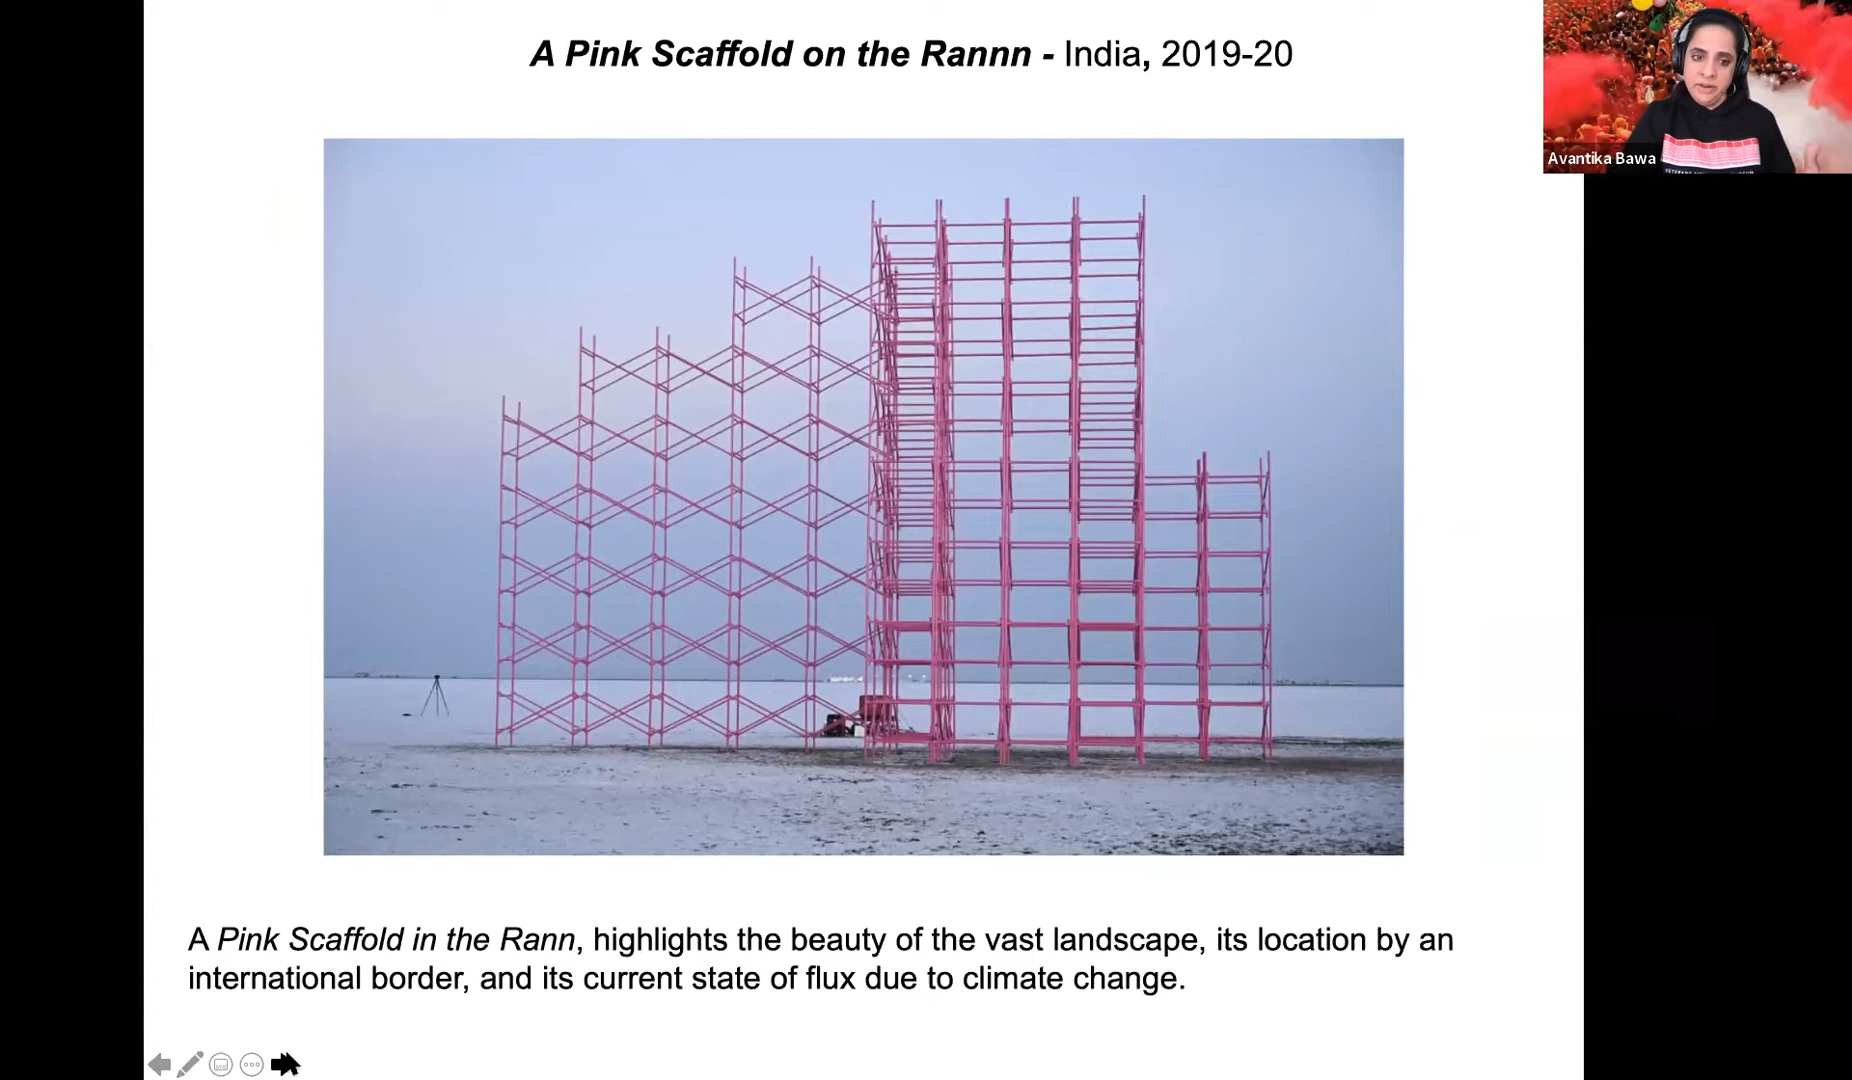 A Pink Scaffold on the Rannn - India, 2019-20
Avantika Bawa
A Pink Scaffold in the Rann, highlights the beauty of the vast landscape, its location by an
international border, and its current state of flux due to climate change.